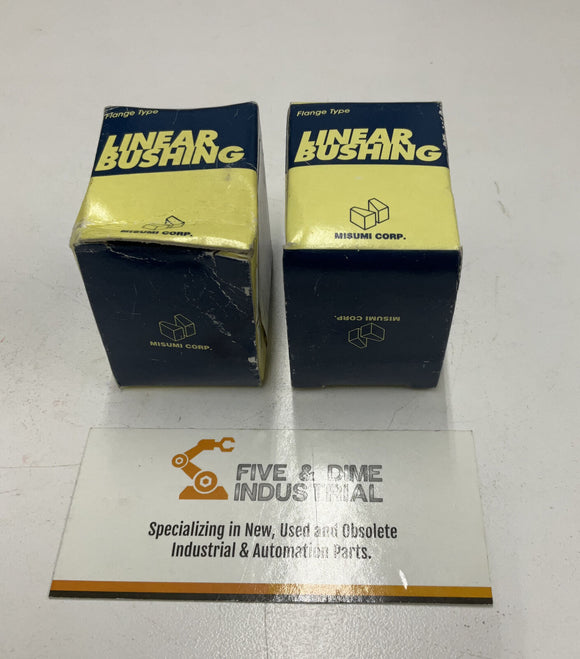 Flange Type
LINEAR
BUSHING
MISUMI CORP.
MISUMI CORP.
Flange Type
LINEAR
BUSHING
MISUMI CORP.
MISUMI CORP.
FIVE & DIME
INDUSTRIAL
Specializing in New, Used and Obsolete
Industrial & Automation Parts.